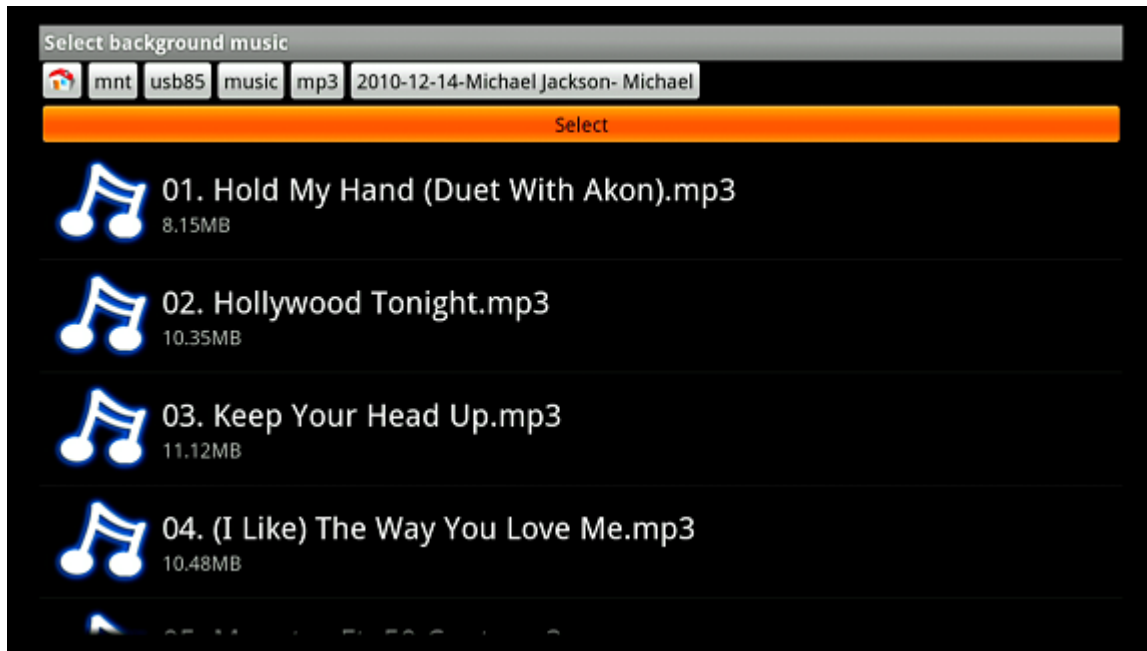 Select background music
mnt usb85 music mp3 2010-12-14-Michael Jackson- Michael
Select
01. Hold My Hand (Duet With Akon).mp3
8.15MB
02. Hollywood Tonight.mp3
10.35MB
03. Keep Your Head Up.mp3
11.12MB
04. (I Like) The Way You Love Me.mp3
10.48MB